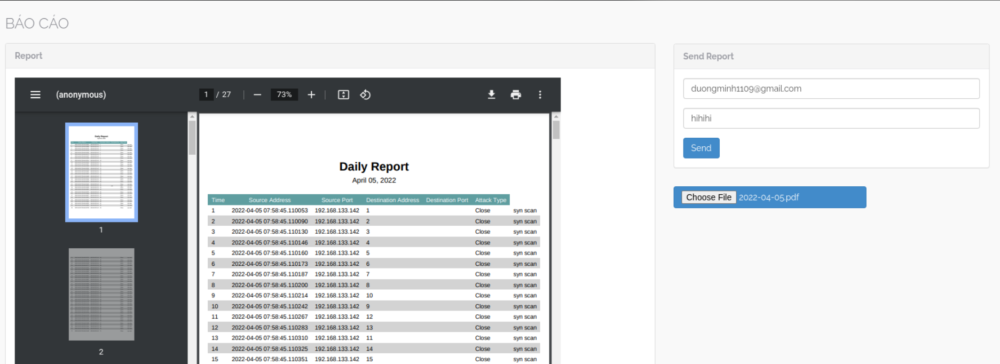 BÁO CÁO
Report
(anonymous)
1 / 27
73%
1
2
Daily Report
April 05, 2022
Time Source Address Source Port Destination Address Destination Port Attack Type
1 2022-04-05 07:58:45.110053 192.168.133.142 1 Close syn scan
2 2022-04-05 07:58:45.110090 192.168.133.142 2 Close syn scan
3 2022-04-05 07:58:45.110130 192.168.133.142 3 Close syn scan
4 2022-04-05 07:58:45.110146 192.168.133.142 4 Close syn scan
5 2022-04-05 07:58:45.110160 192.168.133.142 5 Close syn scan
6 2022-04-05 07:58:45.110173 192.168.133.142 6 Close syn scan
7 2022-04-05 07:58:45.110187 192.168.133.142 7 Close syn scan
8 2022-04-05 07:58:45.110200 192.168.133.142 8 Close syn scan
9 2022-04-05 07:58:45.110214 192.168.133.142 10 Close syn scan
10 2022-04-05 07:58:45.110242 192.168.133.142 9 Close syn scan
11 2022-04-05 07:58:45.110267 192.168.133.142 12 Close syn scan
12 2022-04-05 07:58:45.110283 192.168.133.142 13 Close syn scan
13 2022-04-05 07:58:45.110310 192.168.133.142 11 Close syn scan
14 2022-04-05 07:58:45.110325 192.168.133.142 14 Close syn scan
15 2022-04-05 07:58:45.110351 192.168.133.142 15 Close syn scan
Send Report
duongminh1109@gmail.com
hihihi
Send
Choose File 2022-04-05.pdf